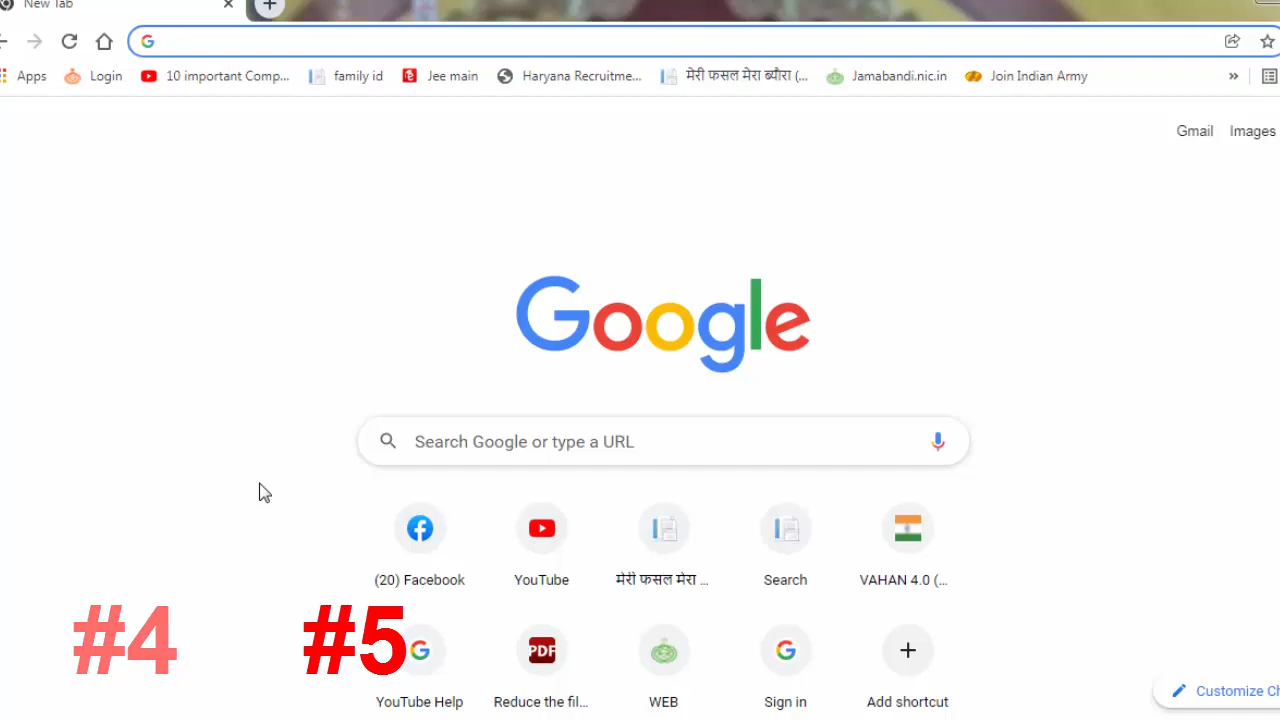 New Tab
Apps Login 10 important Comp... family id Jee main Haryana Recruitme... मेरी फसल मेरा ब्यौरा (... Jamabandi.nic.in Join Indian Army »
Gmail Images
Google
Search Google or type a URL
(20) Facebook YouTube मेरी फसल मेरा ... Search VAHAN 4.0 (...
#4 #5 PDF
YouTube Help Reduce the fil... WEB Sign in Add shortcut
Customize Ch